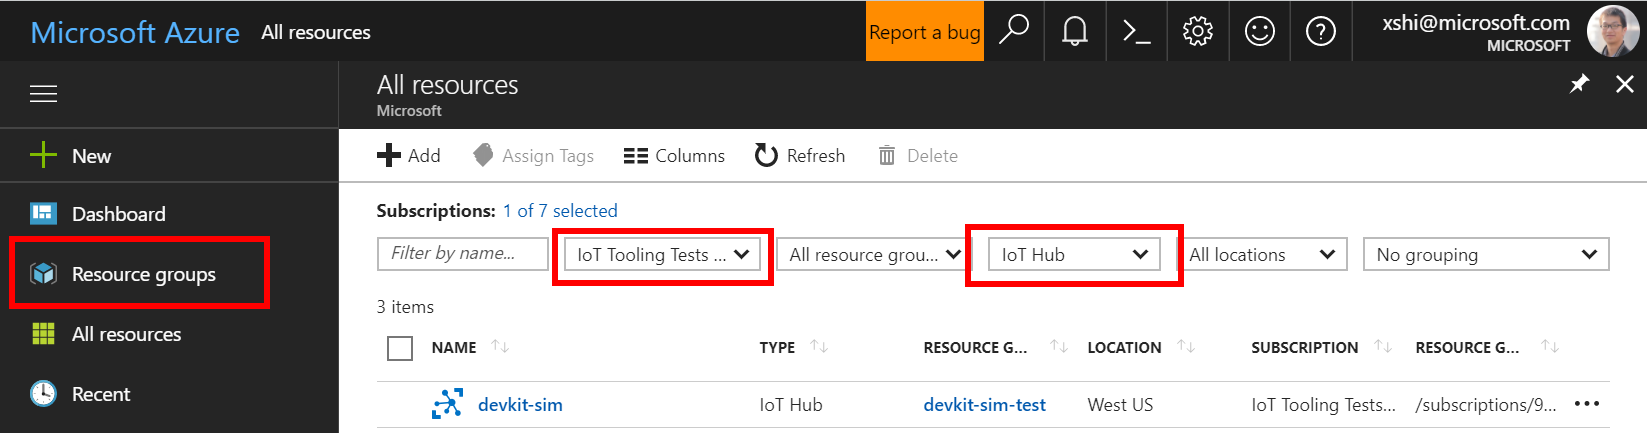 Microsoft Azure All resources Report a bug xshi@microsoft.com
MICROSOFT
All resources
Microsoft
New
Add Assign Tags Columns Refresh Delete
Dashboard
Subscriptions: 1 of 7 selected
Filter by name... IoT Tooling Tests ... All resource grou... IoT Hub All locations No grouping
Resource groups
3 items
All resources
NAME TYPE RESOURCE G... LOCATION SUBSCRIPTION RESOURCE G...
Recent
devkit-sim IoT Hub devkit-sim-test West US IoT Tooling Tests... /subscriptions/9... •••